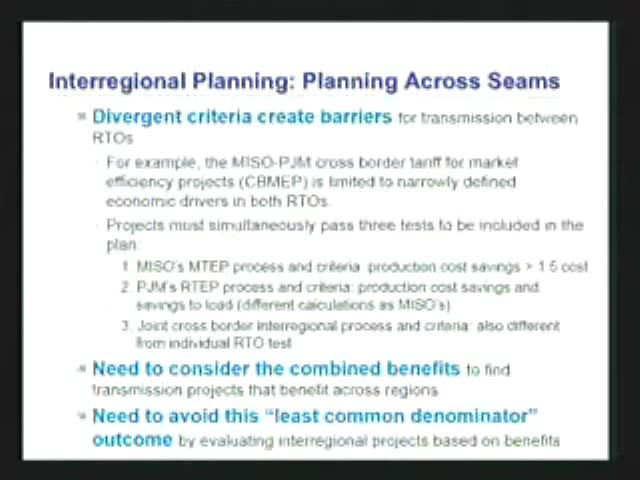 Interregional Planning: Planning Across Seams
Divergent criteria create barriers for transmission between
RTOs
For example, the MISO-PJM cross border tariff for market
efficiency projects (CBMEP) is limited to narrowly defined
economic drivers in both RTOs.
Projects must simultaneously pass three tests to be included in the
plan:
1. MISO's MTEP process and criteria: production cost savings > 1.5 cost
2. PJM's RTEP process and criteria: production cost savings and
savings to load (different calculations as MISO's)
3. Joint cross border interregional process and criteria: also different
from individual RTO test
Need to consider the combined benefits to find
transmission projects that benefit across regions
Need to avoid this “least common denominator”
outcome by evaluating interregional projects based on benefits